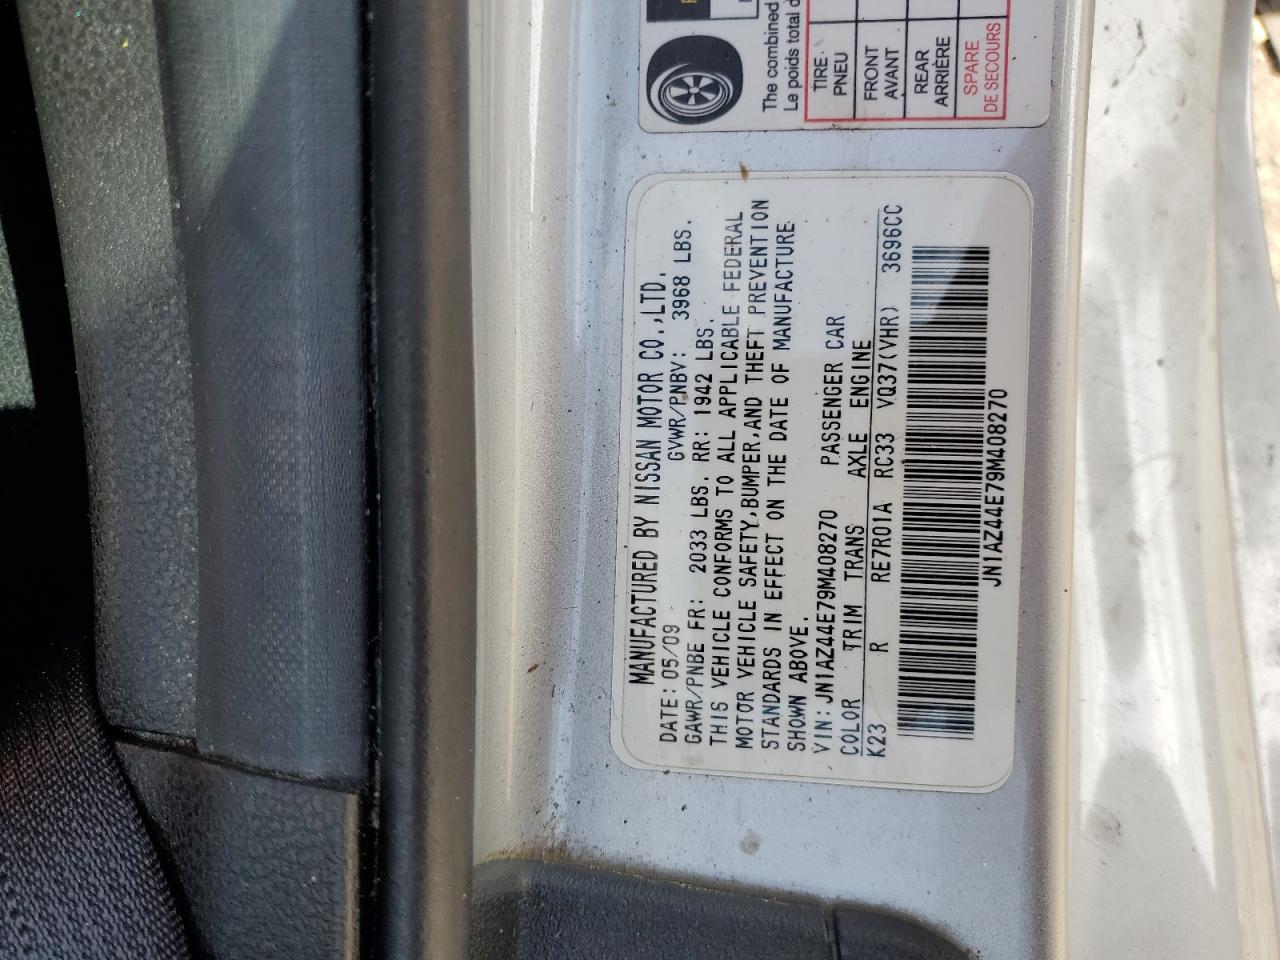 MANUFACTURED BY NISSAN MOTOR CO.,LTD.
DATE: 05/09 GVWR/PNBV: 3968 LBS.
GAWR/PNBE FR: 2033 LBS. RR: 1942 LBS.
THIS VEHICLE CONFORMS TO ALL APPLICABLE FEDERAL
MOTOR VEHICLE SAFETY,BUMPER,AND THEFT PREVENTION
STANDARDS IN EFFECT ON THE DATE OF MANUFACTURE
SHOWN ABOVE.
VIN:JN1AZ44E79M408270 PASSENGER CAR
COLOR TRIM TRANS AXLE ENGINE
K23 R RE7R01A RC33 VQ37(VHR) 3696CC
JN1AZ44E79M408270
The combined
Le poids total
TIRE
PNEU
FRONT
AVANT
REAR
ARRIÈRE
SPARE
DE SECOURS